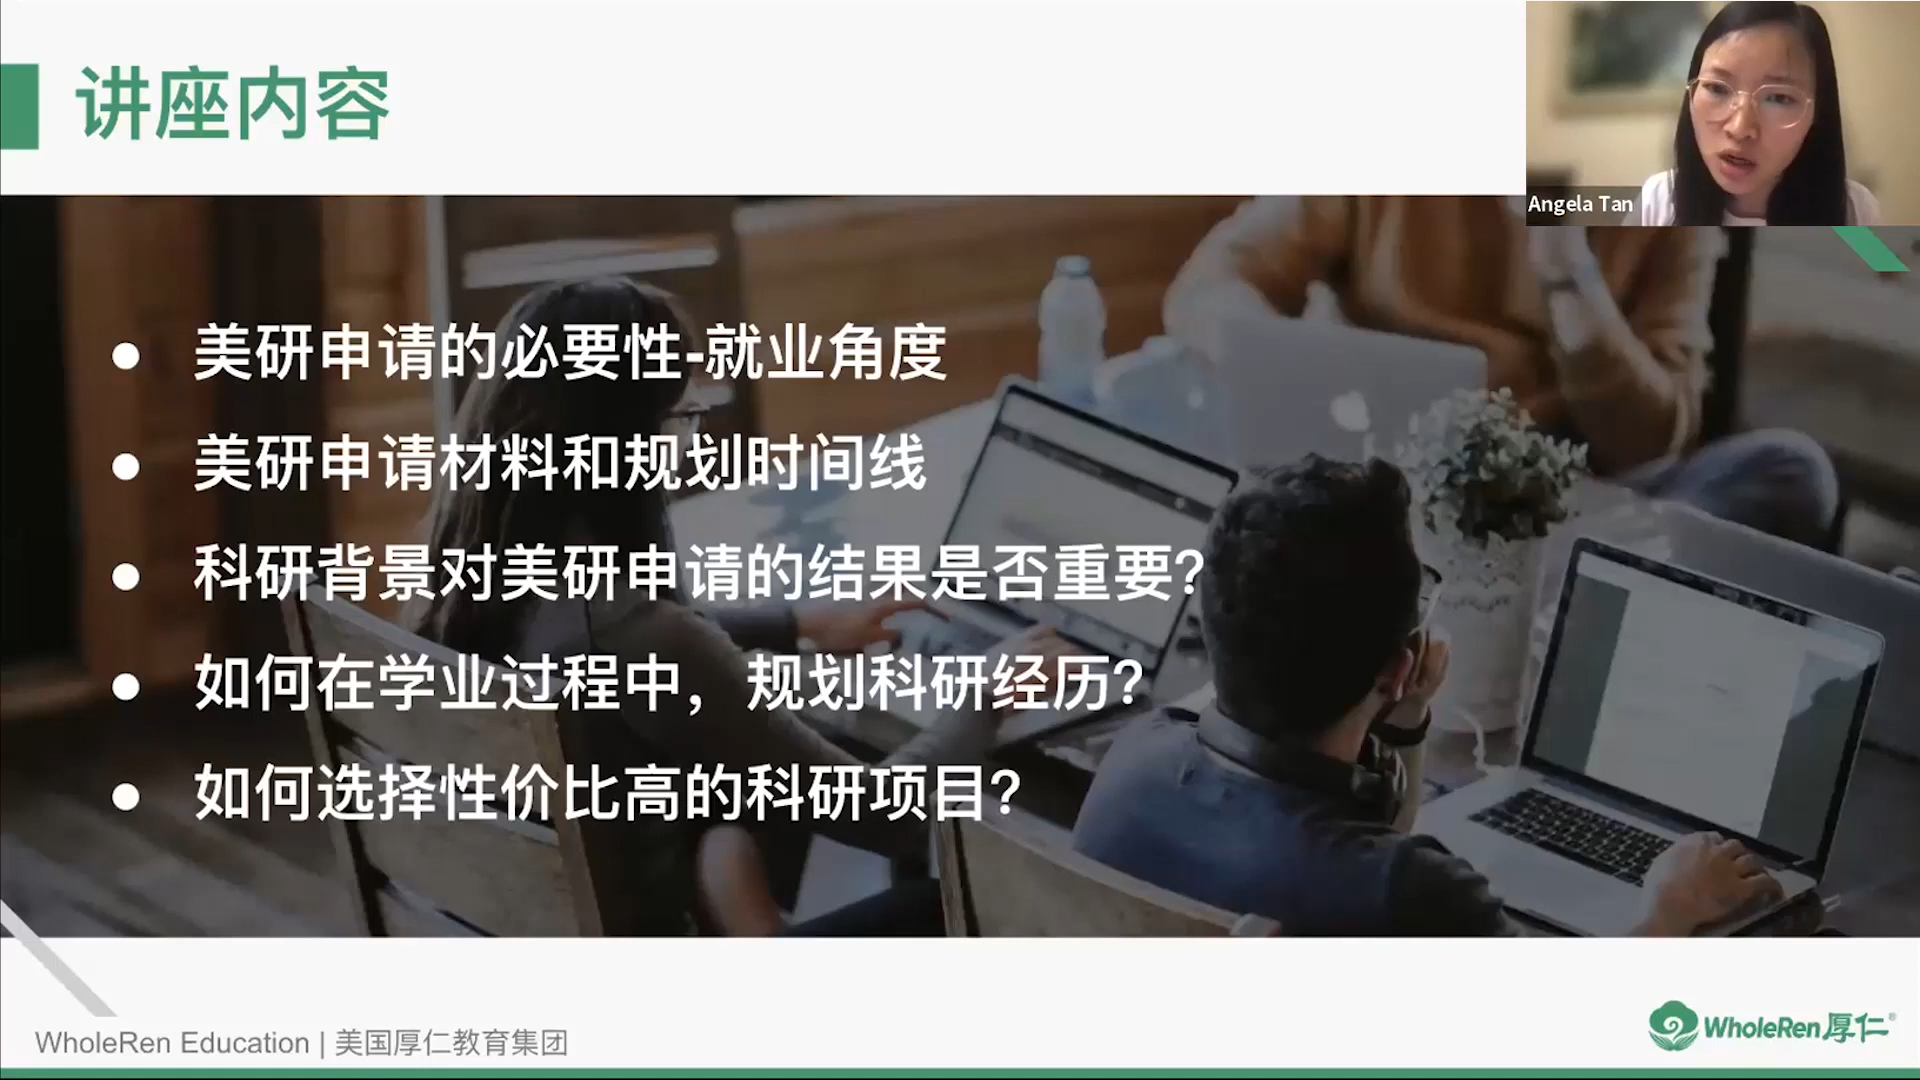 讲座内容
Angela Tan
美研申请的必要性-就业角度
美研申请材料和规划时间线
科研背景对美研申请的结果是否重要?
如何在学业过程中，规划科研经历?
如何选择性价比高的科研项目?
WholeRen Education | 美国厚仁教育集团
WholeRen厚仁®